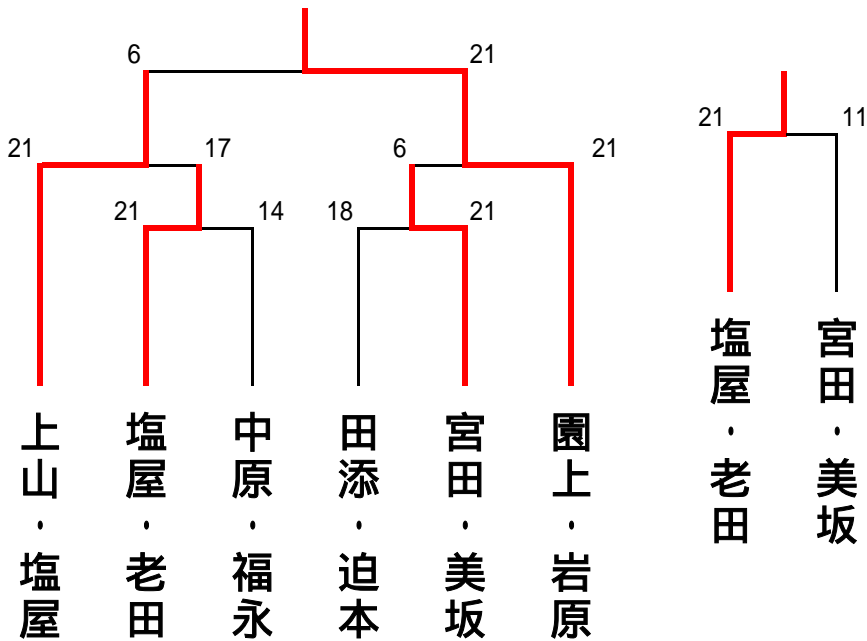 6 21
21 17 6 21
21 14 18 21
21 11
上山・塩屋
塩屋・老田
中原・福永
田添・迫本
宮田・美坂
園上・岩原
塩屋・老田
宮田・美坂